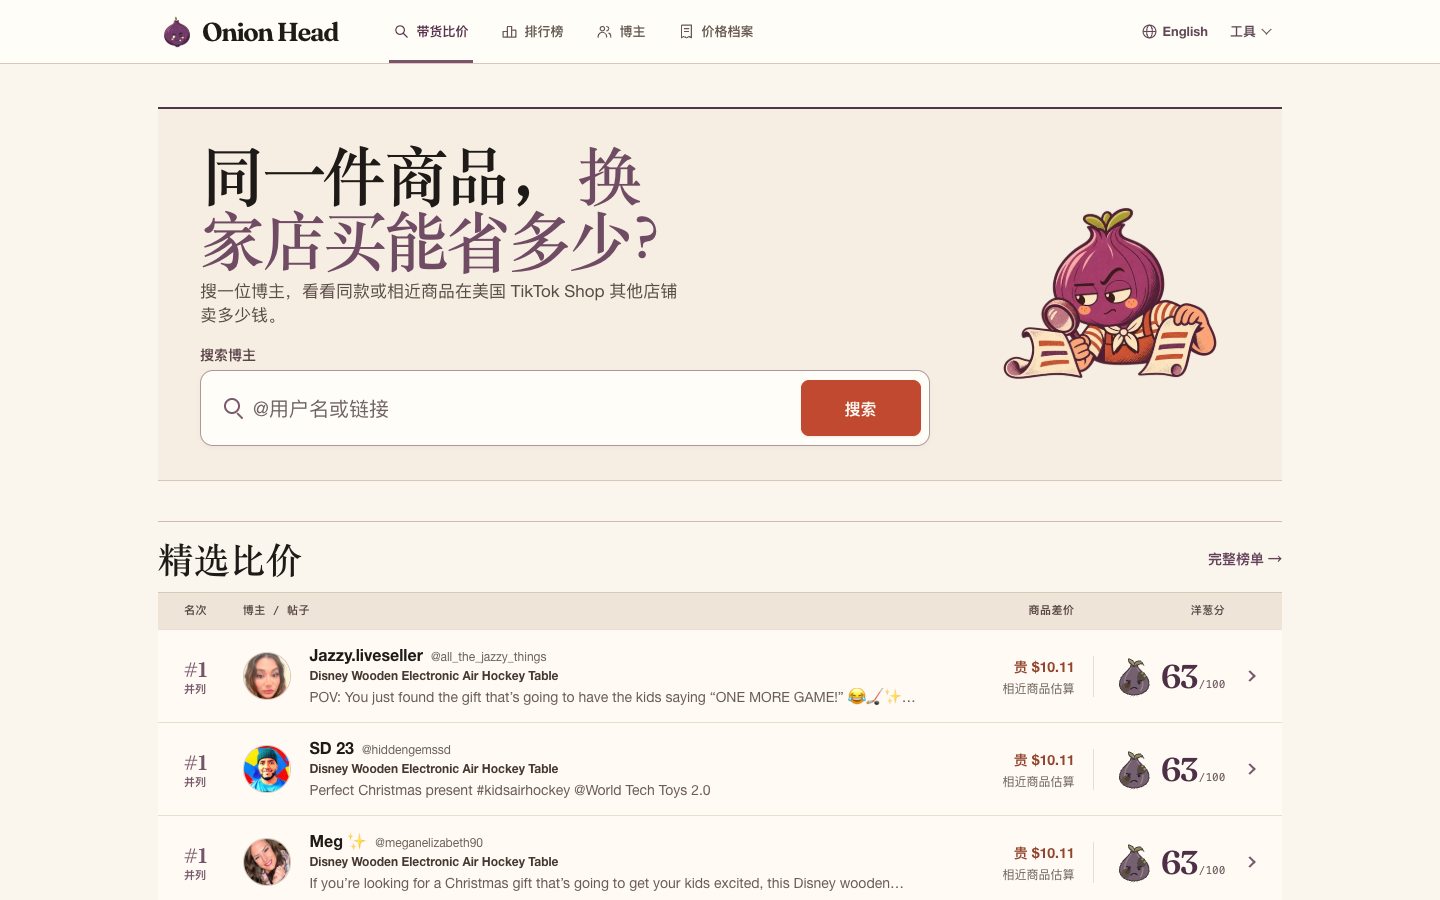 Onion Head
带货比价
排行榜
博主
价格档案
English
工具
同一件商品，换
家店买能省多少?
搜一位博主，看看同款或相近商品在美国 TikTok Shop 其他店铺
卖多少钱。
搜索博主
@用户名或链接
搜索
精选比价
完整榜单 →
名次
博主 / 帖子
商品差价
洋葱分
#1
并列
Jazzy.liveseller @all_the_jazzy_things
Disney Wooden Electronic Air Hockey Table
POV: You just found the gift that’s going to have the kids saying “ONE MORE GAME!” 😂🏒✨…
贵 $10.11
相近商品估算
63/100
#1
并列
SD 23 @hiddengemssd
Disney Wooden Electronic Air Hockey Table
Perfect Christmas present #kidsairhockey @World Tech Toys 2.0
贵 $10.11
相近商品估算
63/100
#1
并列
Meg ✨ @meganelizabeth90
Disney Wooden Electronic Air Hockey Table
If you’re looking for a Christmas gift that’s going to get your kids excited, this Disney wooden…
贵 $10.11
相近商品估算
63/100